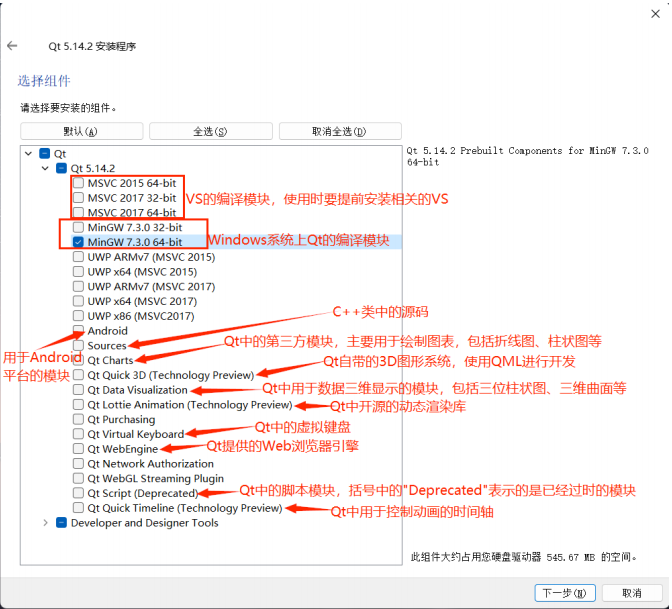 Qt 5.14.2 安装程序
选择组件
请选择要安装的组件。
默认(A)
全选(S)
取消全选(D)
Qt
Qt 5.14.2
MSVC 2015 64-bit
MSVC 2017 32-bit
MSVC 2017 64-bit
VS的编译模块，使用时要提前安装相关的VS
MinGW 7.3.0 32-bit
MinGW 7.3.0 64-bit
Windows系统上Qt的编译模块
UWP ARMv7 (MSVC 2015)
UWP x64 (MSVC 2015)
UWP ARMv7 (MSVC 2017)
UWP x64 (MSVC 2017)
UWP x86 (MSVC2017)
Android
用于Android
平台的模块
Sources
C++类中的源码
Qt Charts
Qt中的第三方模块，主要用于绘制图表，包括折线图、柱状图等
Qt Quick 3D (Technology Preview)
Qt自带的3D图形系统，使用QML进行开发
Qt Data Visualization
Qt中用于数据三维显示的模块，包括三位柱状图、三维曲面等
Qt Lottie Animation (Technology Preview)
Qt中开源的动态渲染库
Qt Purchasing
Qt Virtual Keyboard
Qt中的虚拟键盘
Qt WebEngine
Qt提供的Web浏览器引擎
Qt Network Authorization
Qt WebGL Streaming Plugin
Qt Script (Deprecated)
Qt中的脚本模块，括号中的"Deprecated"表示的是已经过时的模块
Qt Quick Timeline (Technology Preview)
Qt中用于控制动画的时间轴
Developer and Designer Tools
Qt 5.14.2 Prebuilt Components for MinGW 7.3.0
64-bit
此组件大约占用您硬盘驱动器 545.67 MB 的空间。
下一步(N)
取消